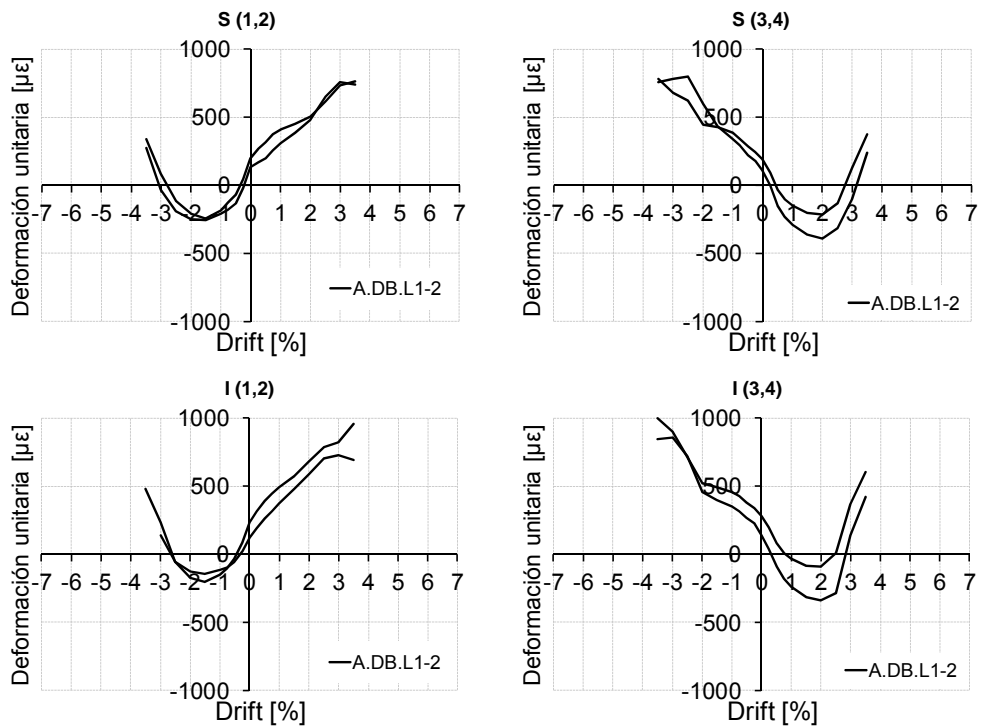 S (1,2)
1000
500
0
-500
-1000
-7 -6 -5 -4 -3 -2 -1 0 1 2 3 4 5 6 7
Deformación unitaria [µε]
Drift [%]
A.DB.L1-2
S (3,4)
1000
500
0
-500
-1000
-7 -6 -5 -4 -3 -2 -1 0 1 2 3 4 5 6 7
Deformación unitaria [µε]
Drift [%]
A.DB.L1-2
I (1,2)
1000
500
0
-500
-1000
-7 -6 -5 -4 -3 -2 -1 0 1 2 3 4 5 6 7
Deformación unitaria [µε]
Drift [%]
A.DB.L1-2
I (3,4)
1000
500
0
-500
-1000
-7 -6 -5 -4 -3 -2 -1 0 1 2 3 4 5 6 7
Deformación unitaria [µε]
Drift [%]
A.DB.L1-2